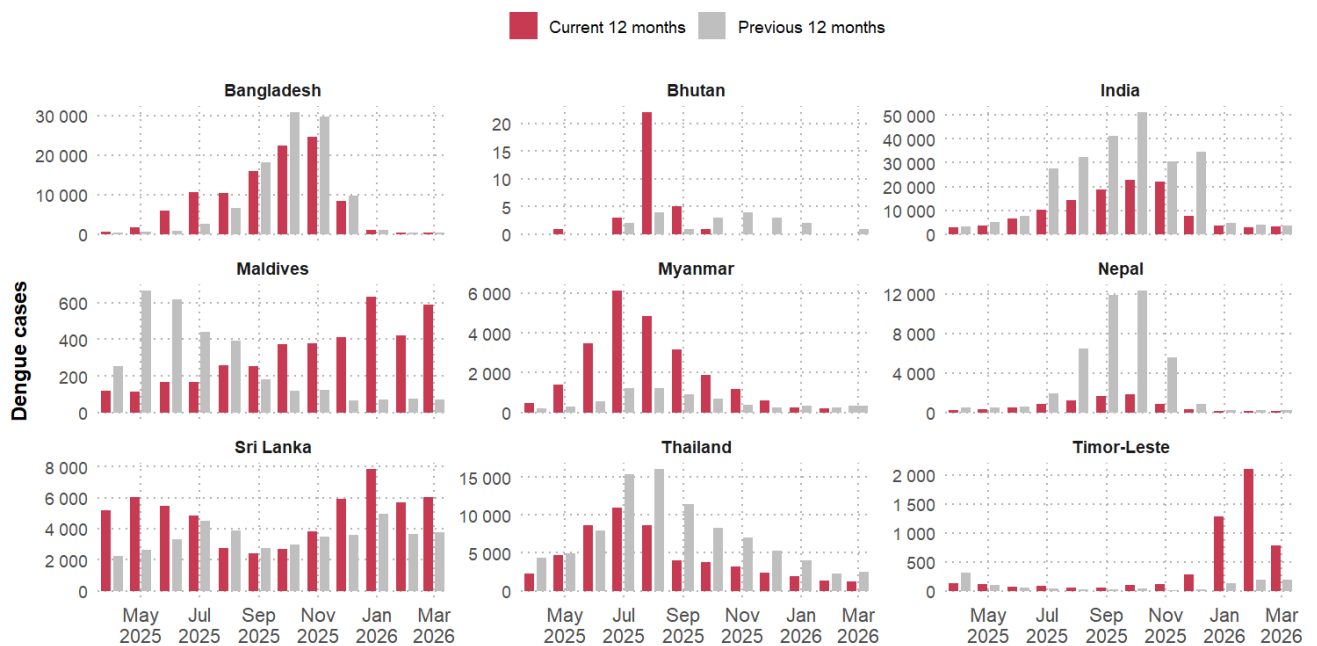 Current 12 months
Previous 12 months
Dengue cases
Bangladesh
30 000
20 000
10 000
0
Bhutan
20
15
10
5
0
India
50 000
40 000
30 000
20 000
10 000
0
Maldives
600
400
200
0
Myanmar
6 000
4 000
2 000
0
Nepal
12 000
8 000
4 000
0
Sri Lanka
8 000
6 000
4 000
2 000
0
Thailand
15 000
10 000
5 000
0
Timor-Leste
2 000
1 500
1 000
500
0
May Jul Sep Nov Jan Mar
2025 2025 2025 2025 2026 2026
May Jul Sep Nov Jan Mar
2025 2025 2025 2025 2026 2026
May Jul Sep Nov Jan Mar
2025 2025 2025 2025 2026 2026